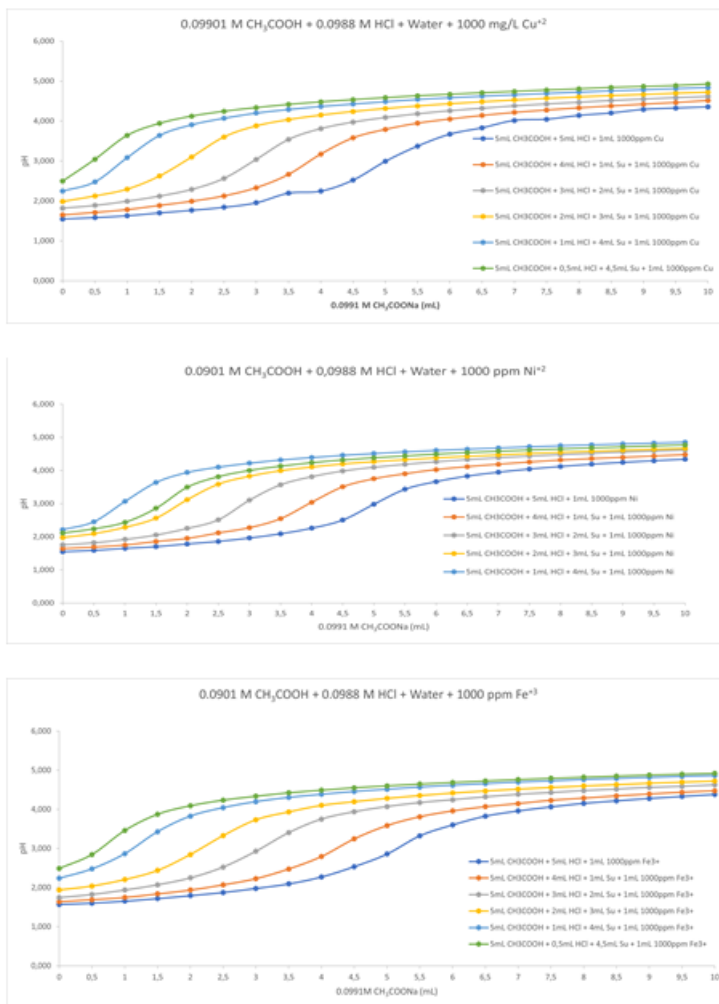 0.09901 M CH₃COOH + 0.0988 M HCl + Water + 1000 mg/L Cu⁺²
6,000
5,000
4,000
3,000
2,000
1,000
0,000
pH
0 0,5 1 1,5 2 2,5 3 3,5 4 4,5 5 5,5 6 6,5 7 7,5 8 8,5 9 9,5 10
0.0991 M CH₃COONa (mL)
5mL CH3COOH + 5mL HCl + 1mL 1000ppm Cu
5mL CH3COOH + 4mL HCl + 1mL Su + 1mL 1000ppm Cu
5mL CH3COOH + 3mL HCl + 2mL Su + 1mL 1000ppm Cu
5mL CH3COOH + 2mL HCl + 3mL Su + 1mL 1000ppm Cu
5mL CH3COOH + 1mL HCl + 4mL Su + 1mL 1000ppm Cu
5mL CH3COOH + 0,5mL HCl + 4,5mL Su + 1mL 1000ppm Cu
0.0901 M CH₃COOH + 0,0988 M HCl + Water + 1000 ppm Ni⁺²
6,000
5,000
4,000
3,000
2,000
1,000
0,000
pH
0 0,5 1 1,5 2 2,5 3 3,5 4 4,5 5 5,5 6 6,5 7 7,5 8 8,5 9 9,5 10
0.0991 M CH₃COONa (mL)
5mL CH3COOH + 5mL HCl + 1mL 1000ppm Ni
5mL CH3COOH + 4mL HCl + 1mL Su + 1mL 1000ppm Ni
5mL CH3COOH + 3mL HCl + 2mL Su + 1mL 1000ppm Ni
5mL CH3COOH + 2mL HCl + 3mL Su + 1mL 1000ppm Ni
5mL CH3COOH + 1mL HCl + 4mL Su + 1mL 1000ppm Ni
0.0901 M CH₃COOH + 0.0988 M HCl + Water + 1000 ppm Fe⁺³
6,000
5,000
4,000
3,000
2,000
1,000
0,000
pH
0 0,5 1 1,5 2 2,5 3 3,5 4 4,5 5 5,5 6 6,5 7 7,5 8 8,5 9 9,5 10
0.0991M CH₃COONa (mL)
5mL CH3COOH + 5mL HCl + 1mL 1000ppm Fe3+
5mL CH3COOH + 4mL HCl + 1mL Su + 1mL 1000ppm Fe3+
5mL CH3COOH + 3mL HCl + 2mL Su + 1mL 1000ppm Fe3+
5mL CH3COOH + 2mL HCl + 3mL Su + 1mL 1000ppm Fe3+
5mL CH3COOH + 1mL HCl + 4mL Su + 1mL 1000ppm Fe3+
5mL CH3COOH + 0,5mL HCl + 4,5mL Su + 1mL 1000ppm Fe3+